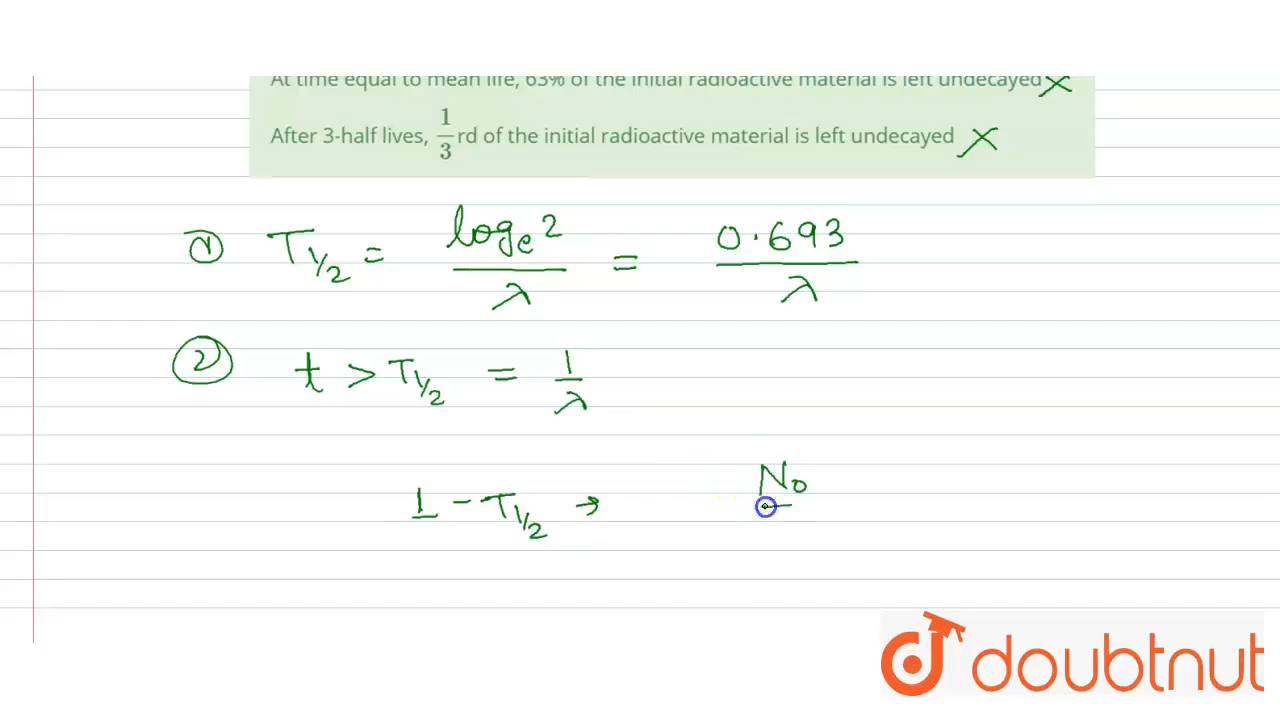 At time equal to mean life, 63% of the initial radioactive material is left undecayed ×
After 3-half lives, 1/3 rd of the initial radioactive material is left undecayed ×
① T1/2 = loge2/λ = 0.693/λ
② t > T1/2 = 1/λ
1 - T1/2 → N0
doubtnut